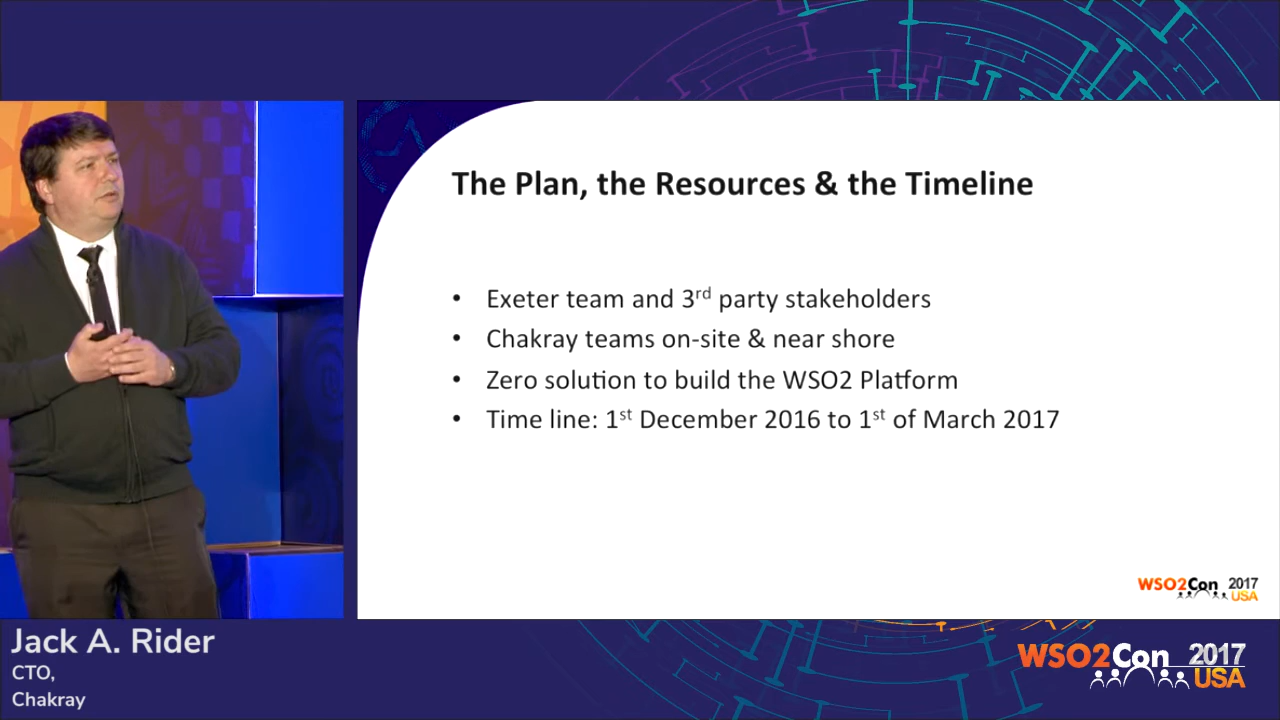 The Plan, the Resources & the Timeline
• Exeter team and 3rd party stakeholders
• Chakray teams on-site & near shore
• Zero solution to build the WSO2 Platform
• Time line: 1st December 2016 to 1st of March 2017
WSO2Con 2017
USA
Jack A. Rider
CTO,
Chakray
WSO2Con 2017
USA